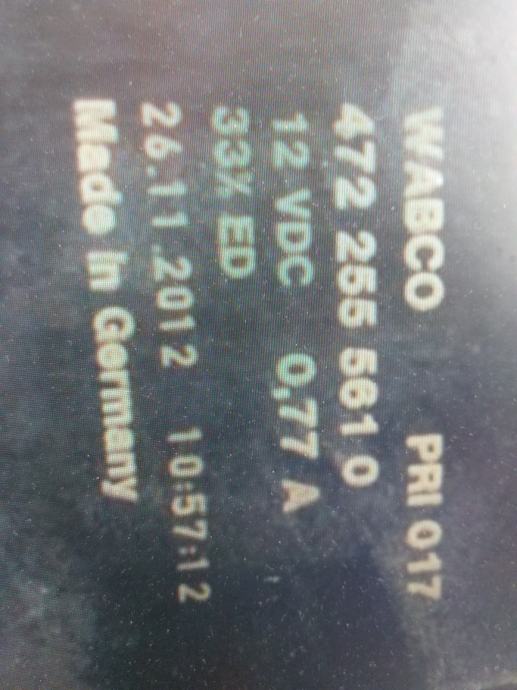 WABCO PRI 017
472 255 561 0
12 VDC 0,77 A
33% ED
26.11.2012 10:57:12
Made In Germany